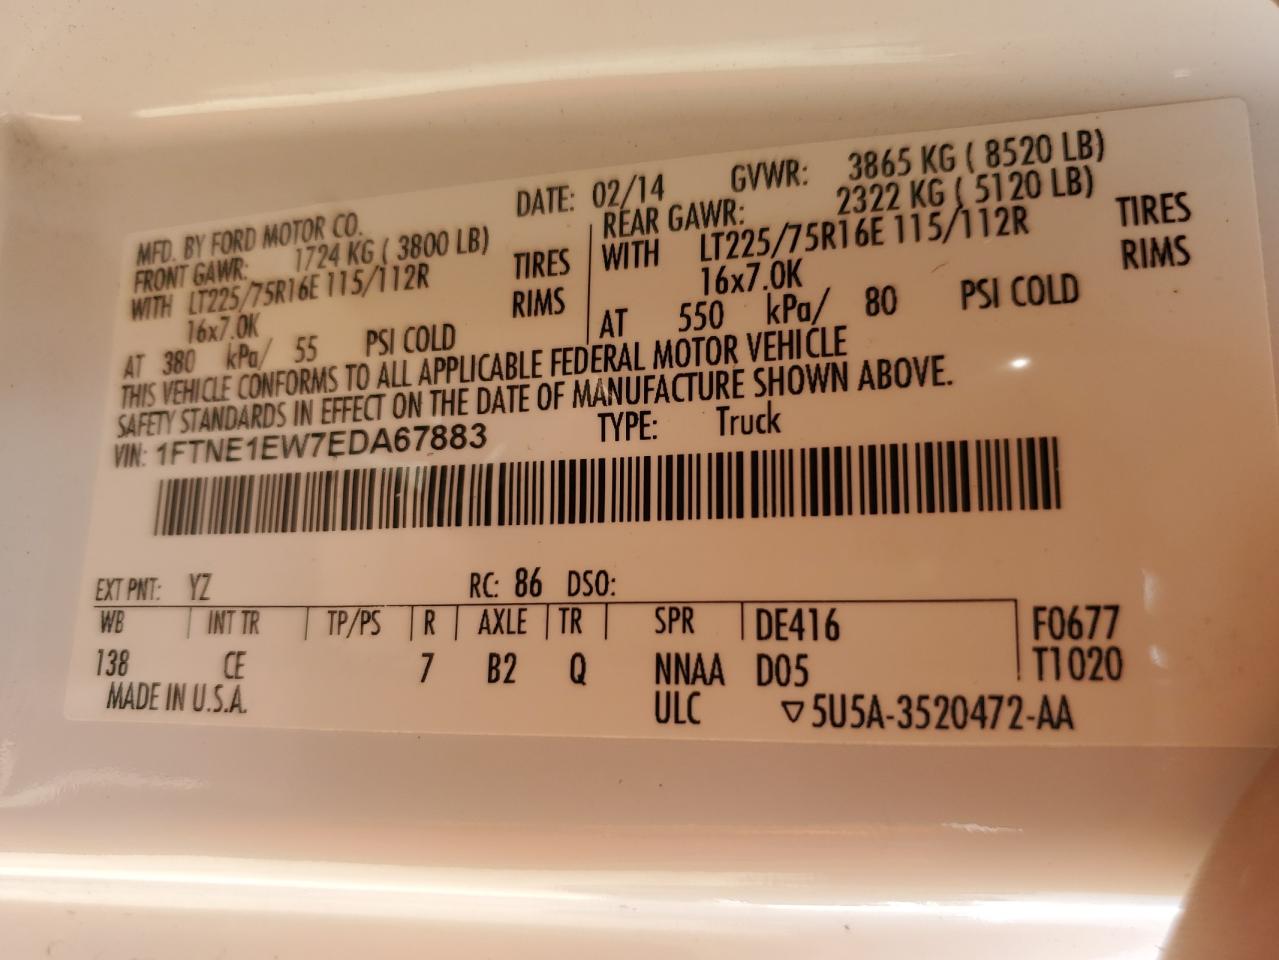 MFD. BY FORD MOTOR CO. DATE: 02/14 GVWR: 3865 KG ( 8520 LB)
FRONT GAWR: 1724 KG ( 3800 LB) REAR GAWR: 2322 KG ( 5120 LB)
WITH LT225/75R16E 115/112R TIRES WITH LT225/75R16E 115/112R TIRES
16x7.0K RIMS 16x7.0K RIMS
AT 380 kPa/ 55 PSI COLD AT 550 kPa/ 80 PSI COLD
THIS VEHICLE CONFORMS TO ALL APPLICABLE FEDERAL MOTOR VEHICLE
SAFETY STANDARDS IN EFFECT ON THE DATE OF MANUFACTURE SHOWN ABOVE.
VIN: 1FTNE1EW7EDA67883 TYPE: Truck
EXT PNT: YZ RC: 86 DSO:
WB INT TR TP/PS R AXLE TR SPR DE416 F0677
138 CE 7 B2 Q NNAA D05 T1020
MADE IN U.S.A. ULC ▽5U5A-3520472-AA